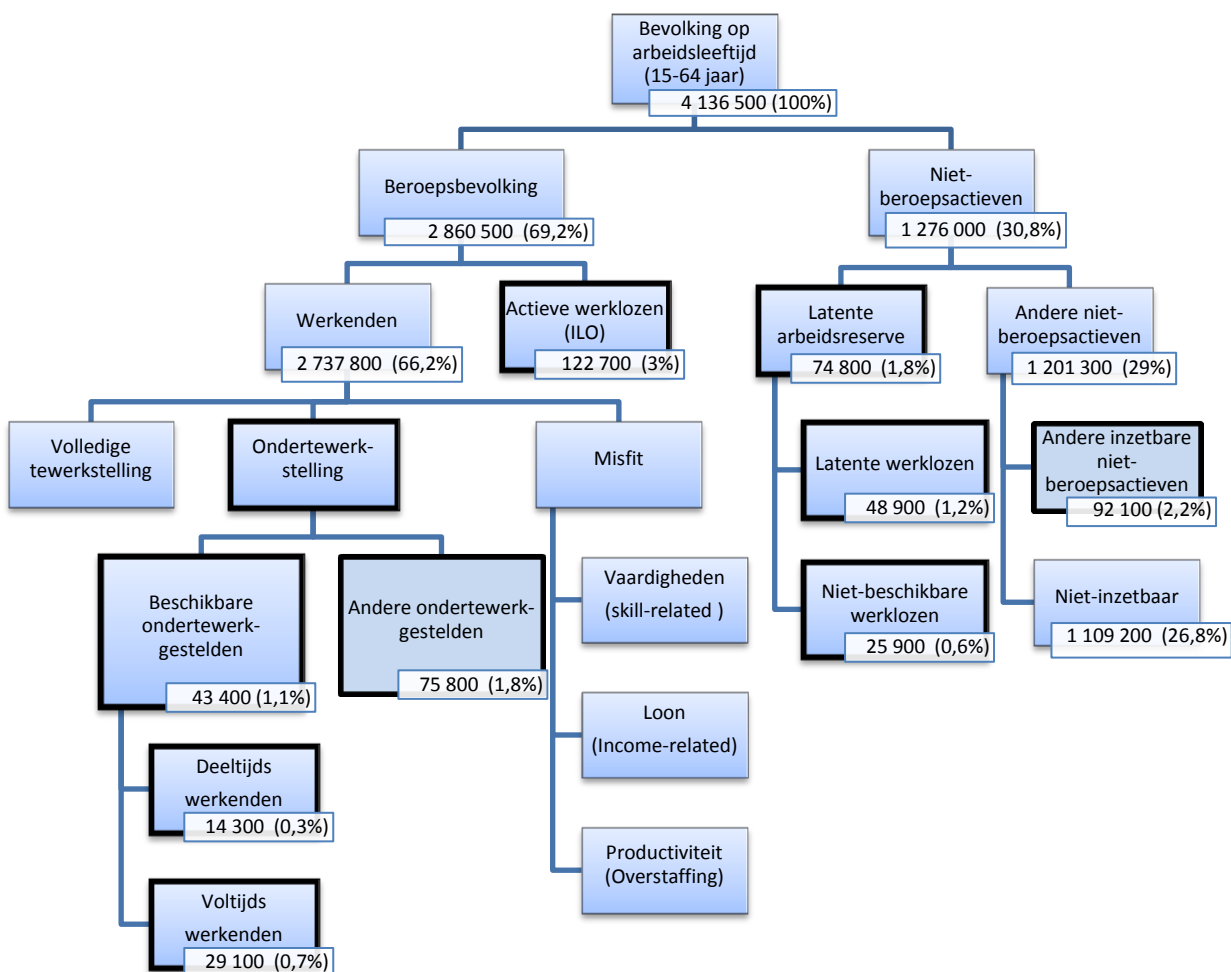 Bevolking op
arbeidsleeftijd
(15-64 jaar)
4 136 500 (100%)
Beroepsbevolking
2 860 500 (69,2%)
Niet-
beroepsactieven
1 276 000 (30,8%)
Werkenden
2 737 800 (66,2%)
Actieve werklozen
(ILO)
122 700 (3%)
Latente
arbeidsreserve
74 800 (1,8%)
Andere niet-
beroepsactieven
1 201 300 (29%)
Volledige
tewerkstelling
Ondertewerk-
stelling
Misfit
Latente werklozen
48 900 (1,2%)
Andere inzetbare
niet-
beroepsactieven
92 100 (2,2%)
Beschikbare
ondertewerk-
gestelden
43 400 (1,1%)
Andere ondertewerk-
gestelden
75 800 (1,8%)
Vaardigheden
(skill-related )
Niet-beschikbare
werklozen
25 900 (0,6%)
Niet-inzetbaar
1 109 200 (26,8%)
Loon
(Income-related)
Deeltijds
werkenden
14 300 (0,3%)
Productiviteit
(Overstaffing)
Voltijds
werkenden
29 100 (0,7%)